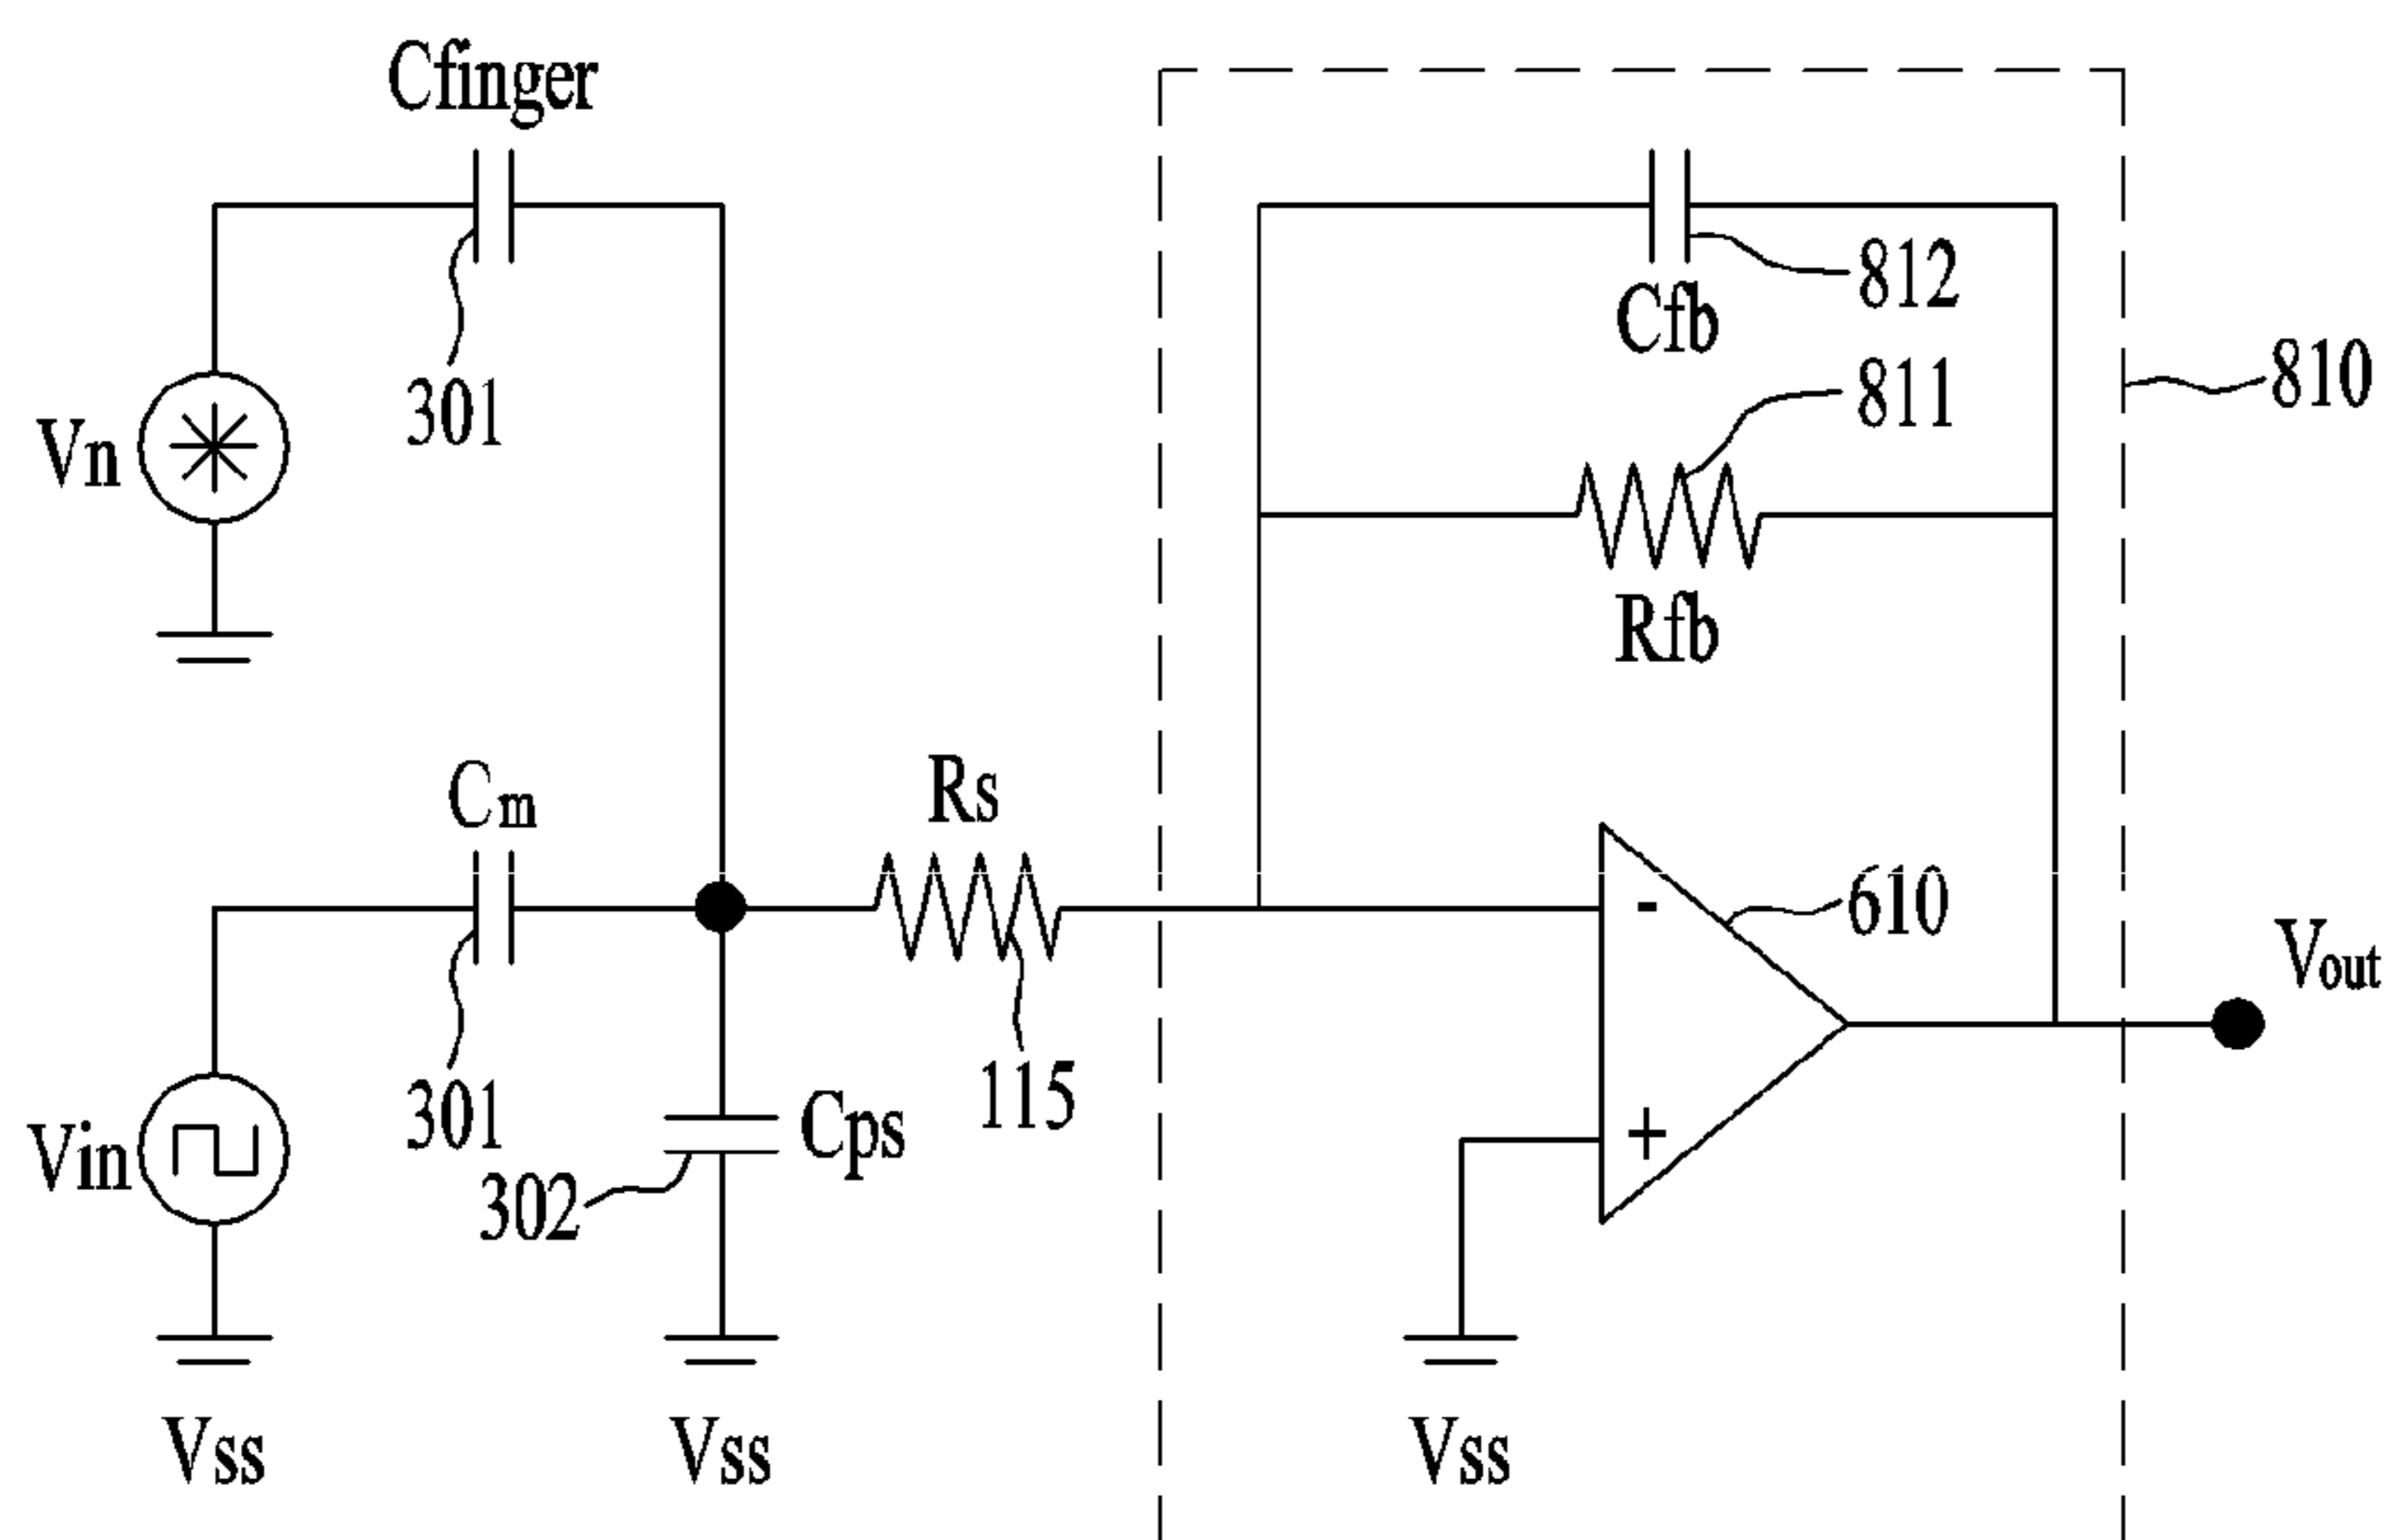 Cfinger
301
Vn
812
Cfb
811
810
Rfb
Cm
Rs
301
115
-
610
Vout
+
Vin
Cps
302
Vss
Vss
Vss